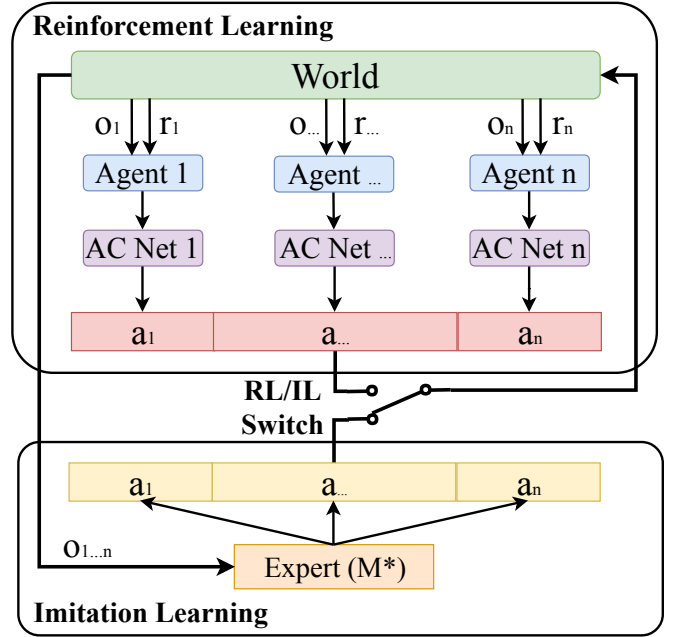 Reinforcement Learning
World
o1 r1 o... r... on rn
Agent 1 Agent ... Agent n
AC Net 1 AC Net ... AC Net n
a1 a... an
RL/IL
Switch
a1 a... an
o1...n
Expert (M*)
Imitation Learning